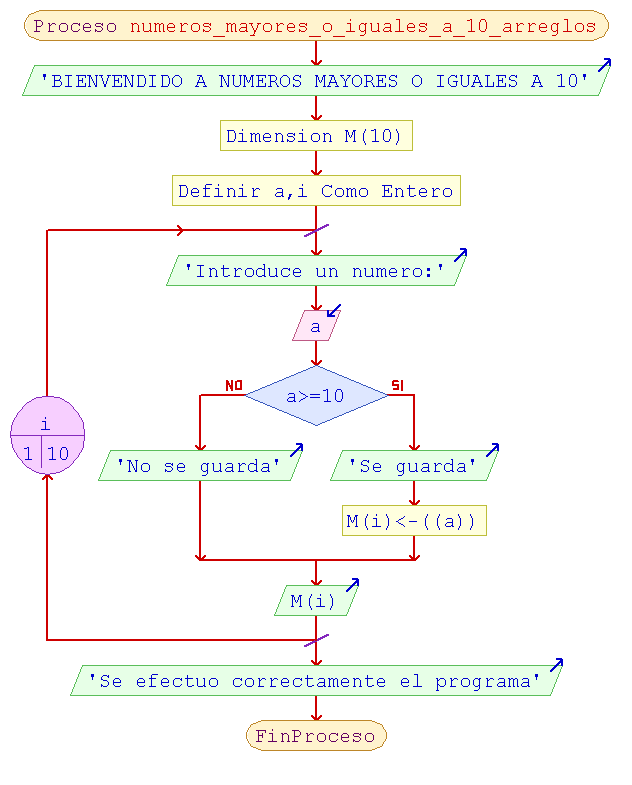 Proceso numeros_mayores_o_iguales_a_10_arreglos
'BIENVENDIDO A NUMEROS MAYORES O IGUALES A 10'
Dimension M(10)
Definir a,i Como Entero
'Introduce un numero:'
a
NO
SI
a>=10
i
1 10
'No se guarda'
'Se guarda'
M(i)<-((a))
M(i)
'Se efectuo correctamente el programa'
FinProceso